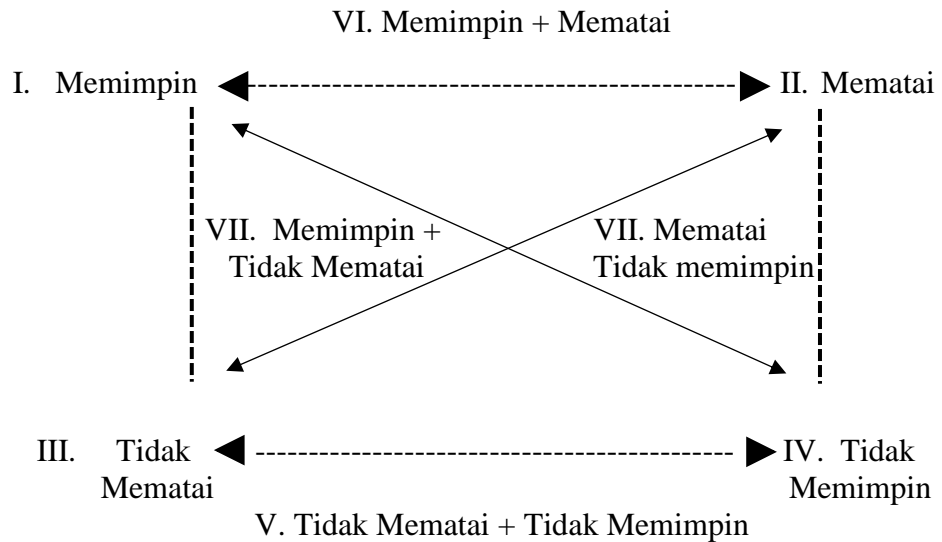 VI. Memimpin + Mematai
I. Memimpin
II. Mematai
VII. Memimpin +
Tidak Mematai
VII. Mematai
Tidak memimpin
III. Tidak
Mematai
IV. Tidak
Memimpin
V. Tidak Mematai + Tidak Memimpin